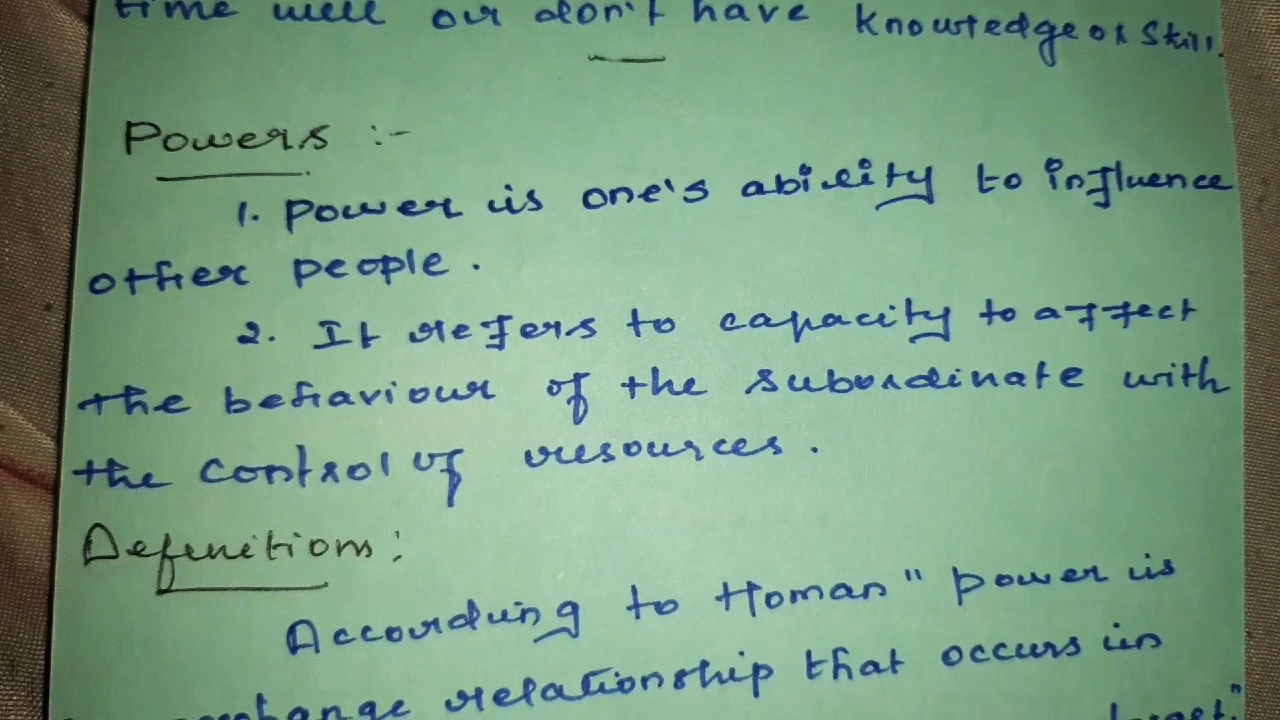 time well or don't have knowledge or skill.
Powers :-
1. Power is one's ability to influence
other people.
2. It refers to capacity to affect
the behaviour of the subordinate with
the control of resources.
Definition:
According to Homan" power is
relationship that occurs in